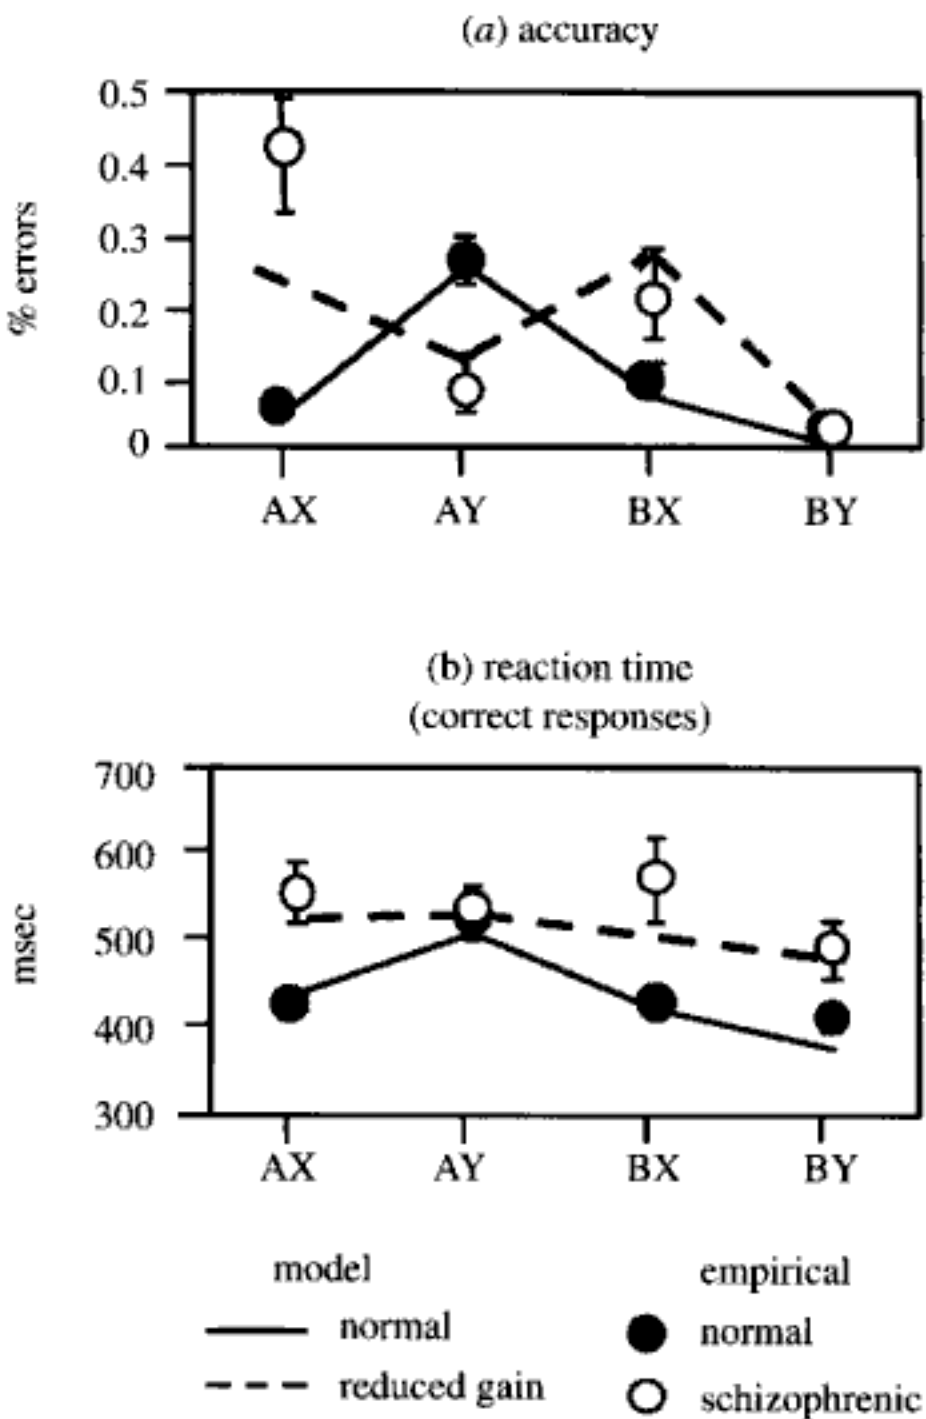 (a) accuracy
0.5
0.4
0.3
0.2
0.1
0
% errors
AX AY BX BY
(b) reaction time
(correct responses)
700
600
500
400
300
msec
AX AY BX BY
model empirical
normal normal
reduced gain schizophrenic